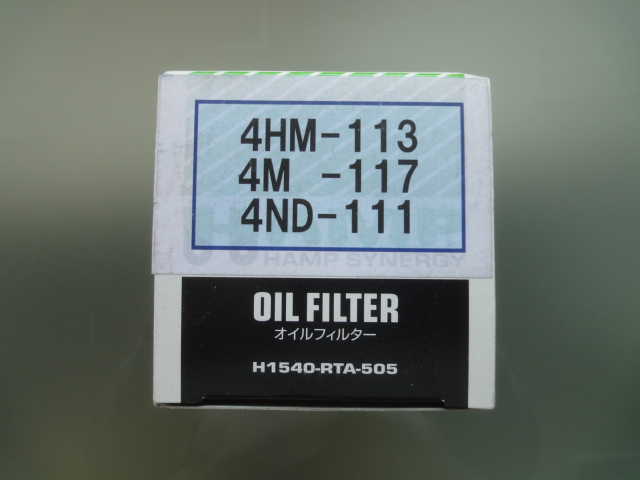 4HM-113
4M -117
4ND-111
HAMP
HAMP SYNERGY
OIL FILTER
オイルフィルター
H1540-RTA-505